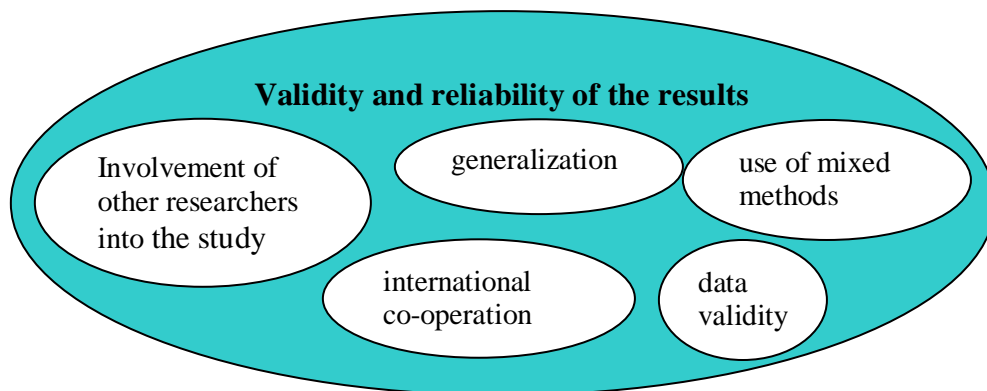 Validity and reliability of the results
Involvement of
other researchers
into the study
generalization
use of mixed
methods
international
co-operation
data
validity